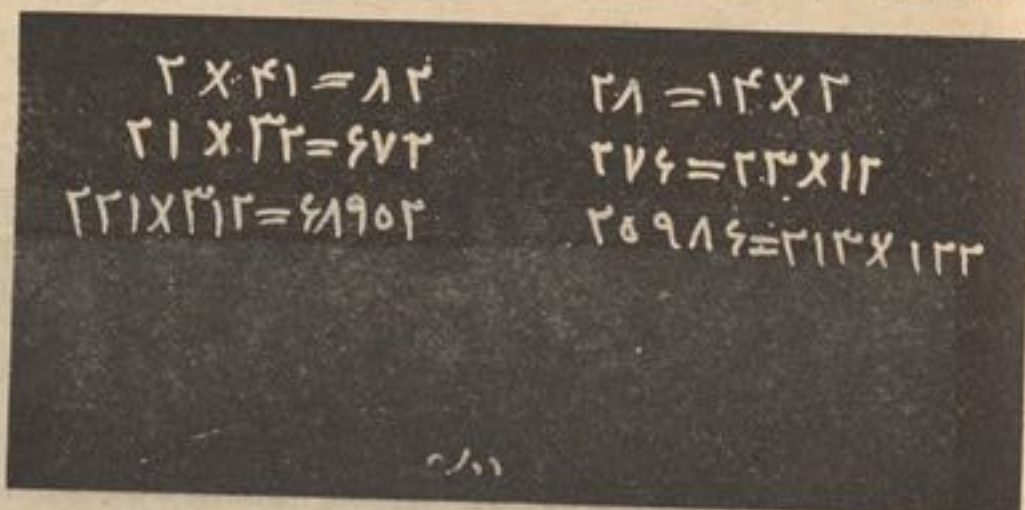 ۲ × ۴۱ = ۸۲
۲۱ × ۳۲ = ۶۷۲
۲۲۱ × ۳۱۲ = ۶۸۹۵۲
۲۸ = ۱۴ × ۲
۲۷۶ = ۲۳ × ۱۲
۲۵۹۸۶ = ۲۱۳ × ۱۲۲